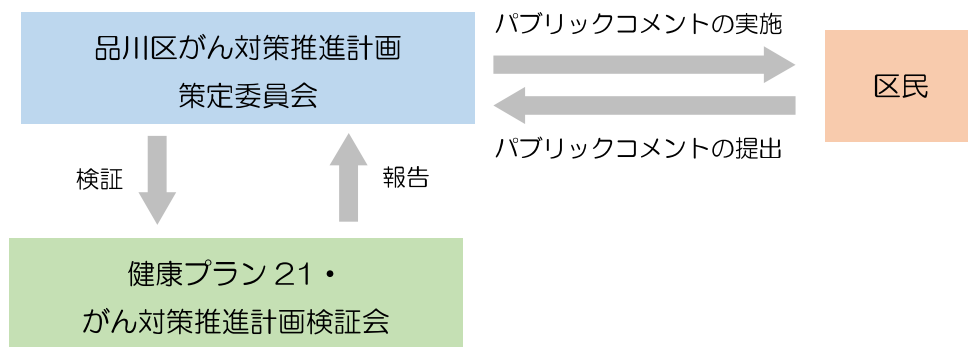 品川区がん対策推進計画
策定委員会
パブリックコメントの実施
区民
パブリックコメントの提出
検証
報告
健康プラン21・
がん対策推進計画検証会